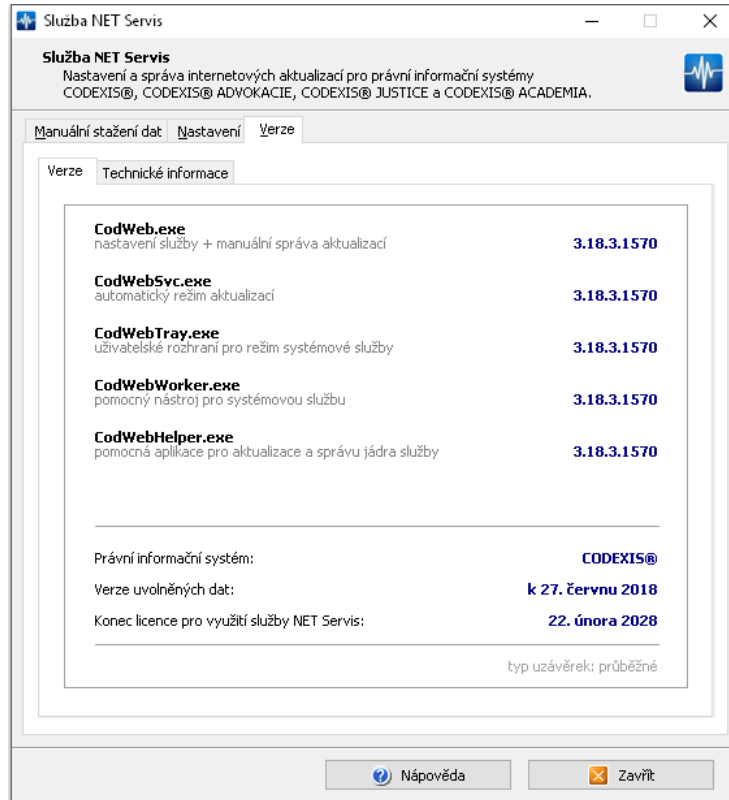 Služba NET Servis
Služba NET Servis
Nastavení a správa internetových aktualizací pro právní informační systémy
CODEXIS®, CODEXIS® ADVOKACIE, CODEXIS® JUSTICE a CODEXIS® ACADEMIA.
Manuální stažení dat Nastavení Verze
Verze Technické informace
CodWeb.exe
nastavení služby + manuální správa aktualizací 3.18.3.1570
CodWebSvc.exe
automatický režim aktualizací 3.18.3.1570
CodWebTray.exe
uživatelské rozhraní pro režim systémové služby 3.18.3.1570
CodWebWorker.exe
pomocný nástroj pro systémovou službu 3.18.3.1570
CodWebHelper.exe
pomocná aplikace pro aktualizace a správu jádra služby 3.18.3.1570
Právní informační systém: CODEXIS®
Verze uvolněných dat: k 27. červnu 2018
Konec licence pro využití služby NET Servis: 22. února 2028
typ uzávěrek: průběžné
Nápověda Zavřít